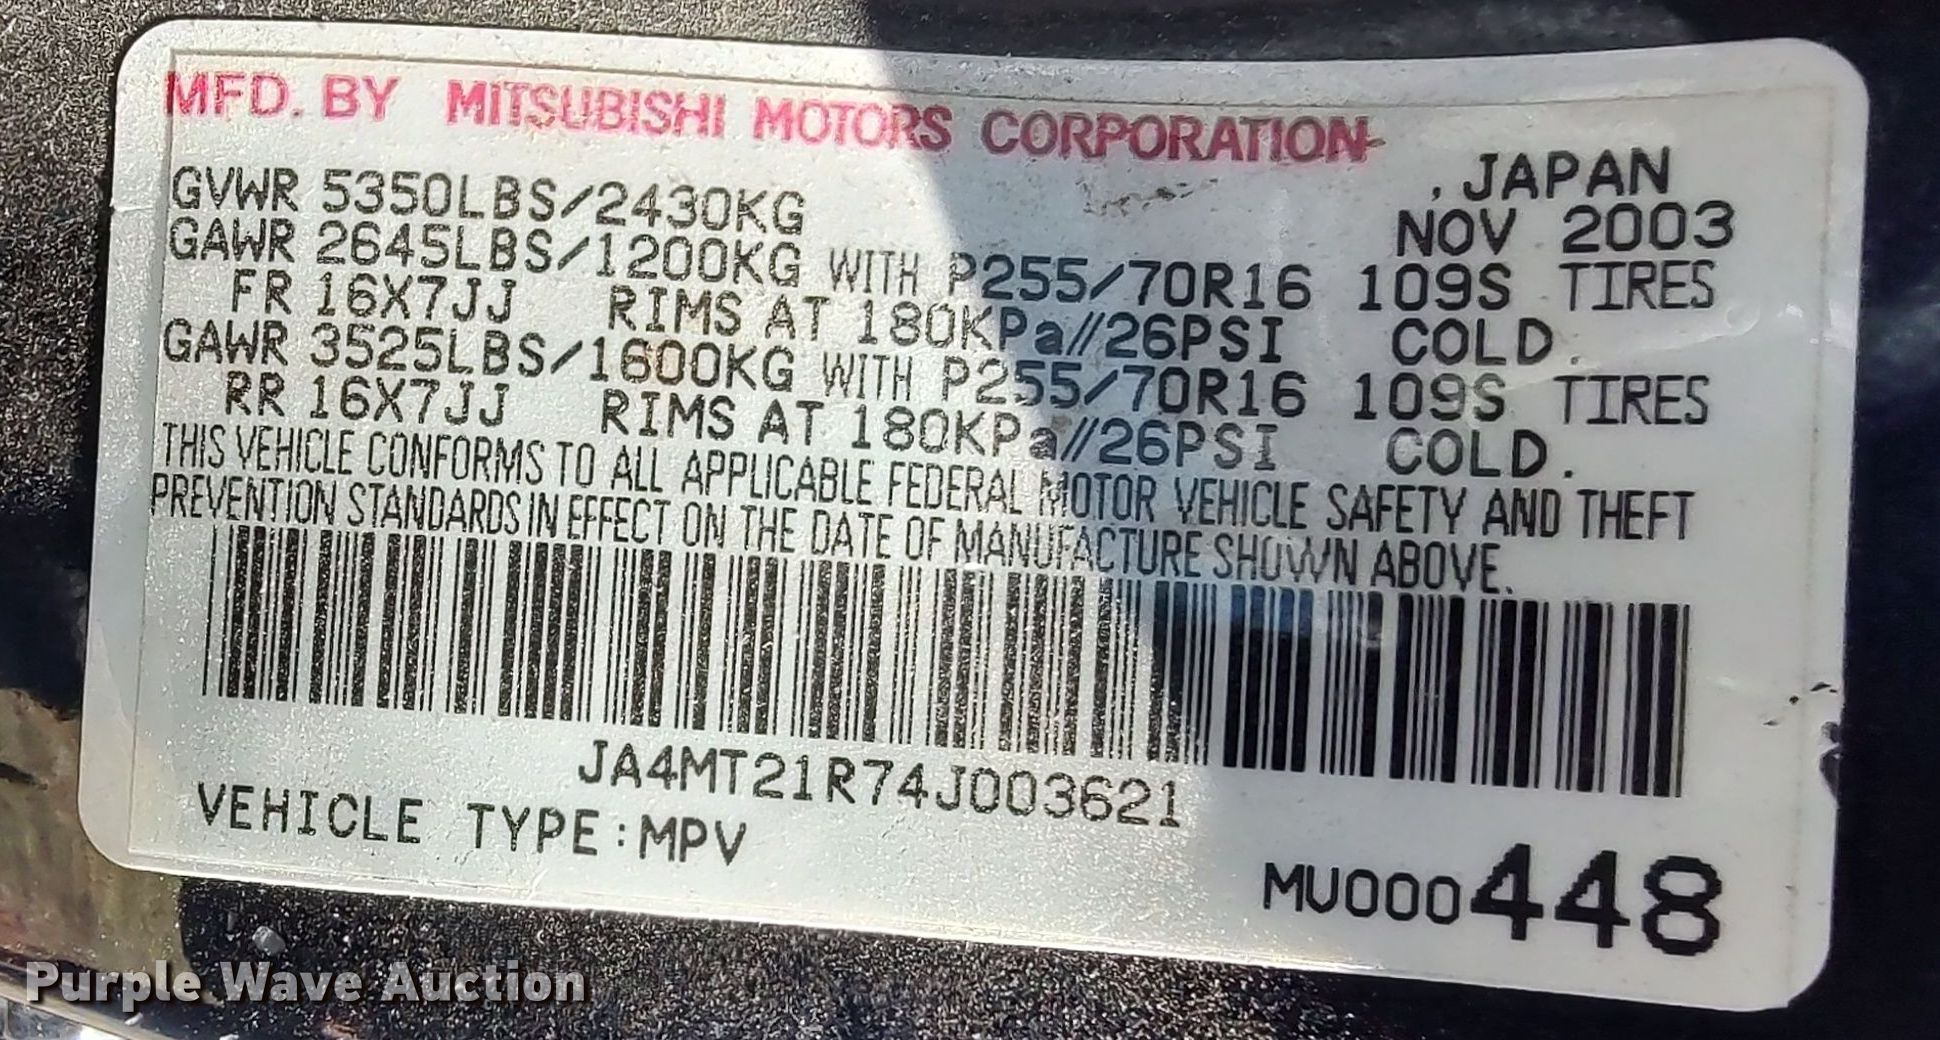 MFD. BY MITSUBISHI MOTORS CORPORATION
, JAPAN
GVWR 5350LBS/2430KG NOV 2003
GAWR 2645LBS/1200KG WITH P255/70R16 109S TIRES
FR 16X7JJ RIMS AT 180KPa//26PSI COLD.
GAWR 3525LBS/1600KG WITH P255/70R16 109S TIRES
RR 16X7JJ RIMS AT 180KPa//26PSI COLD.
THIS VEHICLE CONFORMS TO ALL APPLICABLE FEDERAL MOTOR VEHICLE SAFETY AND THEFT
PREVENTION STANDARDS IN EFFECT ON THE DATE OF MANUFACTURE SHOWN ABOVE.
JA4MT21R74J003621
VEHICLE TYPE:MPV
MU000448
Purple Wave Auction